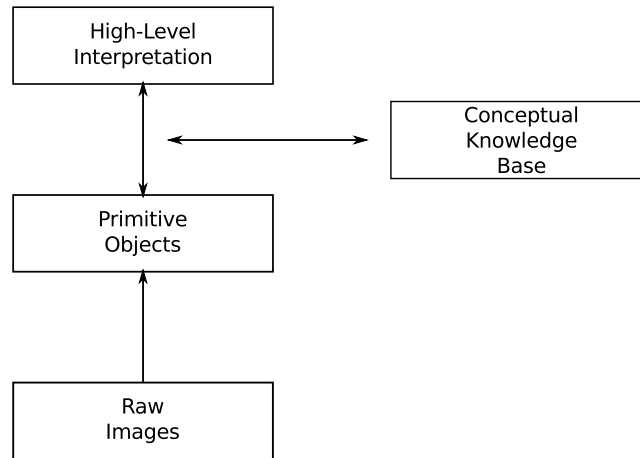 High-Level
Interpretation
Conceptual
Knowledge
Base
Primitive
Objects
Raw
Images